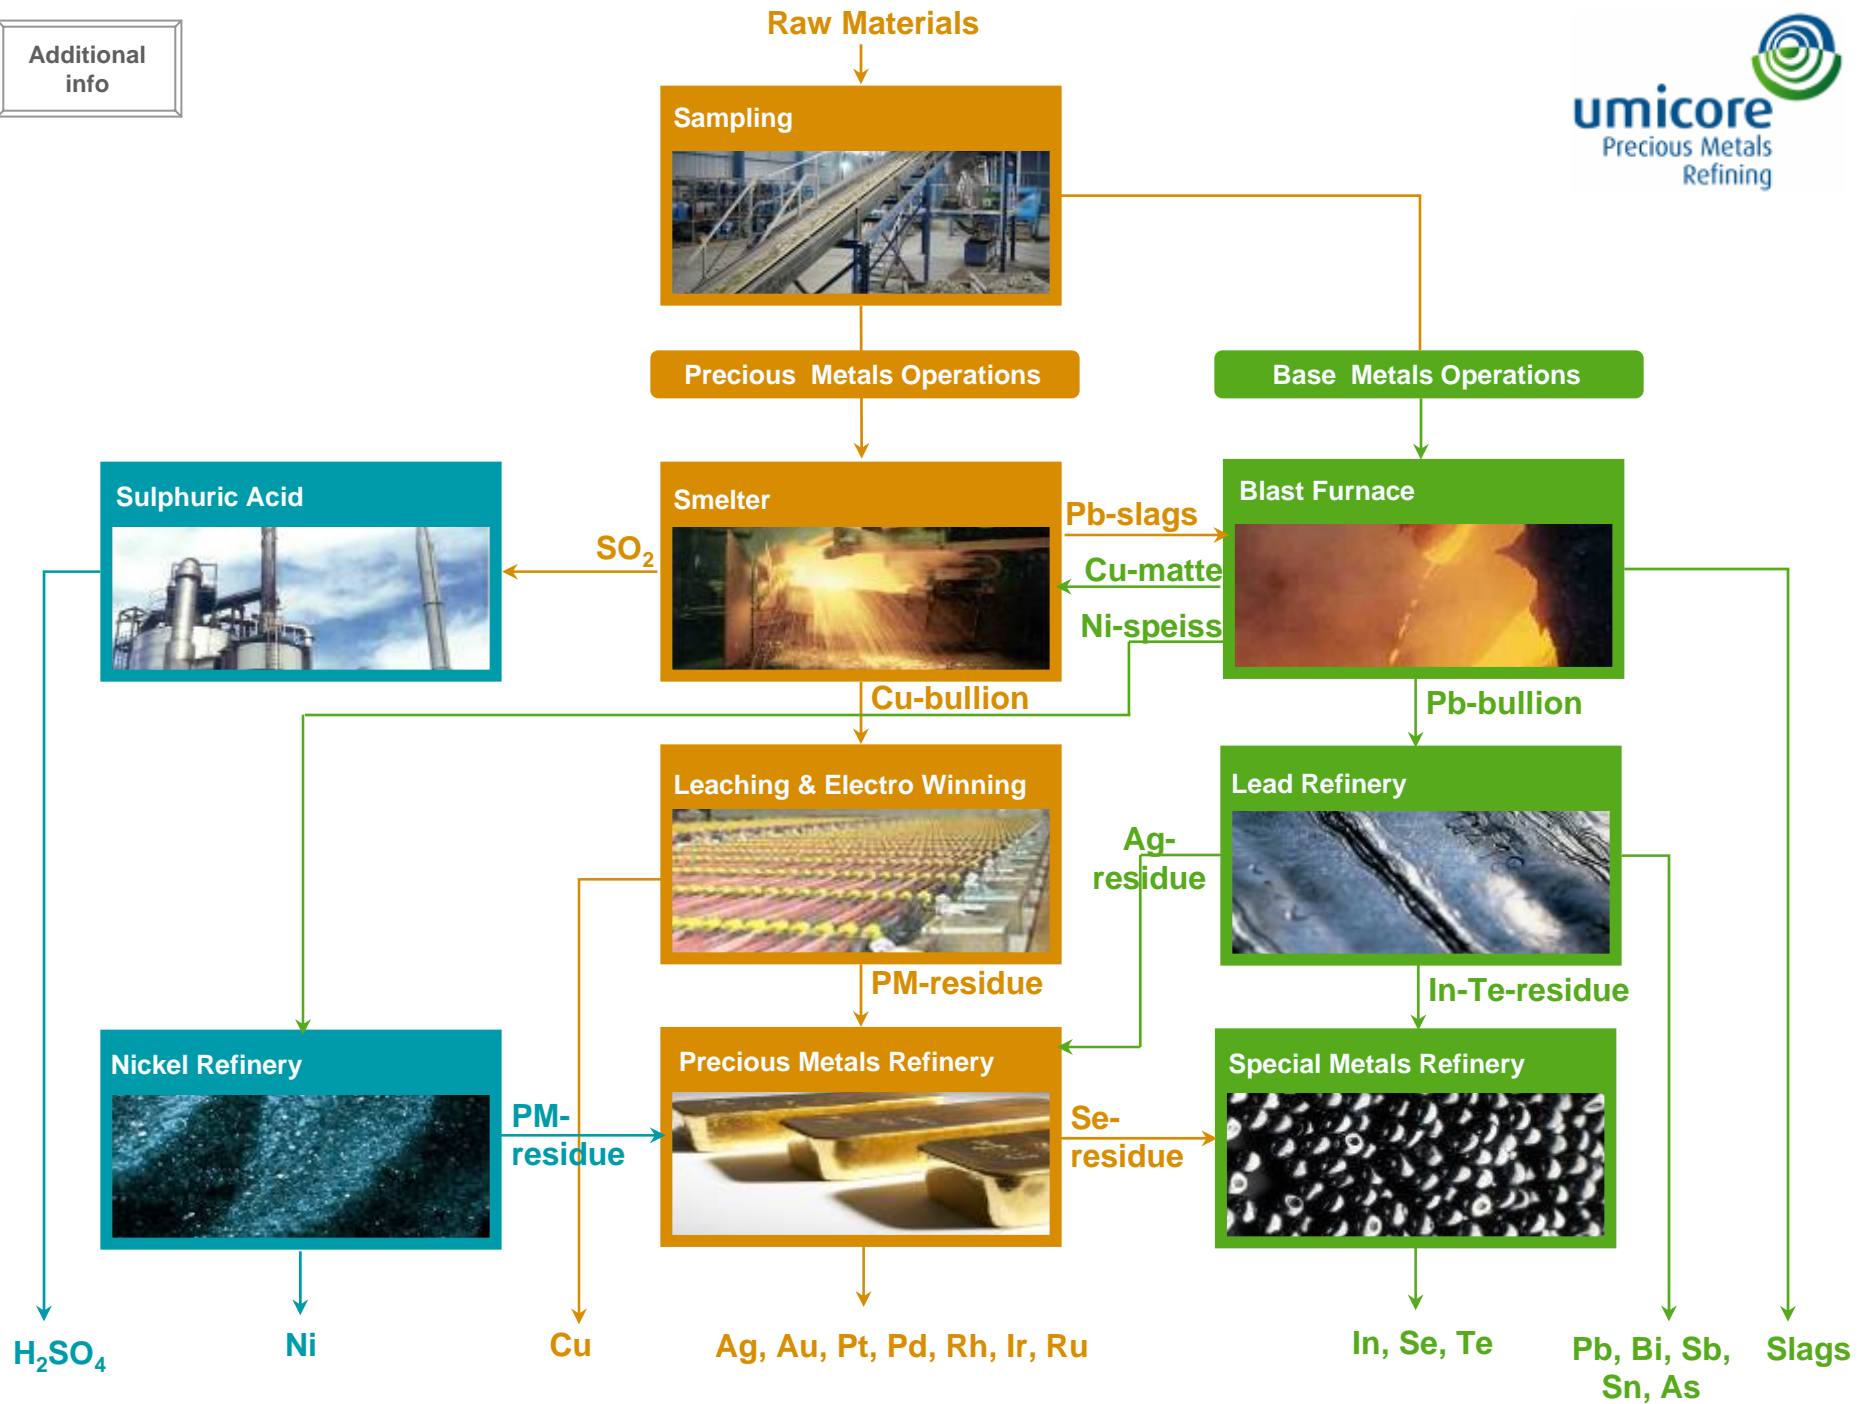 Raw Materials
Additional
info
umicore
Precious Metals
Refining
Sampling
Precious Metals Operations
Base Metals Operations
Sulphuric Acid
SO₂
Smelter
Pb-slags
Cu-matte
Ni-speiss
Blast Furnace
Cu-bullion
Pb-bullion
Leaching & Electro Winning
Ag-
residue
Lead Refinery
PM-residue
In-Te-residue
Nickel Refinery
PM-
residue
Precious Metals Refinery
Se-
residue
Special Metals Refinery
H₂SO₄
Ni
Cu
Ag, Au, Pt, Pd, Rh, Ir, Ru
In, Se, Te
Pb, Bi, Sb,
Sn, As
Slags